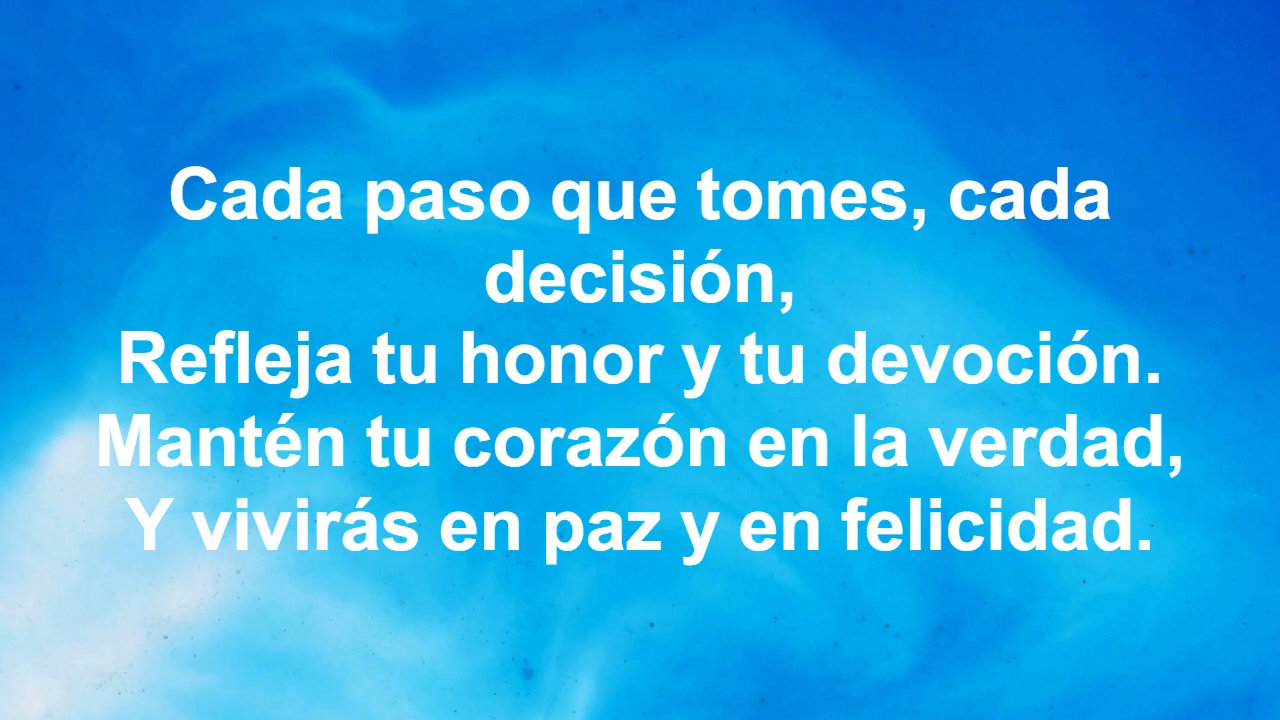 Cada paso que tomes, cada
decisión,
Refleja tu honor y tu devoción.
Mantén tu corazón en la verdad,
Y vivirás en paz y en felicidad.